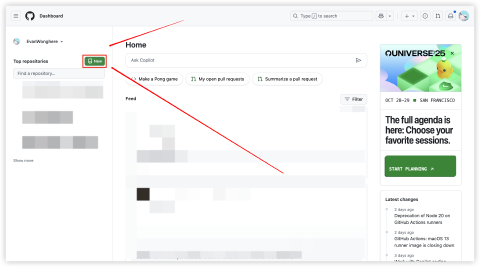 Dashboard
Type / to search
EvanWanghere
Top repositories
New
Find a repository...
Show more
Home
Ask Copilot
Make a Pong game
My open pull requests
Summarize a pull request
Feed
Filter
UNIVERSE'25
OCT 28–29 SAN FRANCISCO
The full agenda is
here: Choose your
favorite sessions.
START PLANNING >
Latest changes
2 days ago
Deprecation of Node 20 on
GitHub Actions runners
2 days ago
GitHub Actions: macOS 13
runner image is closing down
3 days ago